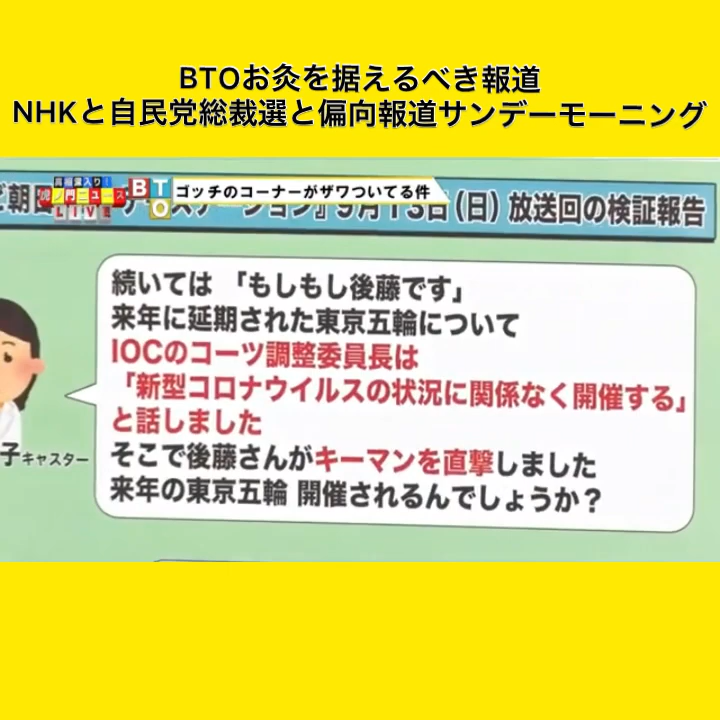 BTOお灸を据えるべき報道
NHKと自民党総裁選と偏向報道サンデーモーニング
虎ノ門ニュース
LIVE
BTO
ゴッチのコーナーがザワついてる件
9月13日(日) 放送回の検証報告
続いては 「もしもし後藤です」
来年に延期された東京五輪について
IOCのコーツ調整委員長は
「新型コロナウイルスの状況に関係なく開催する」
と話しました
そこで後藤さんがキーマンを直撃しました
来年の東京五輪 開催されるんでしょうか?
子キャスター